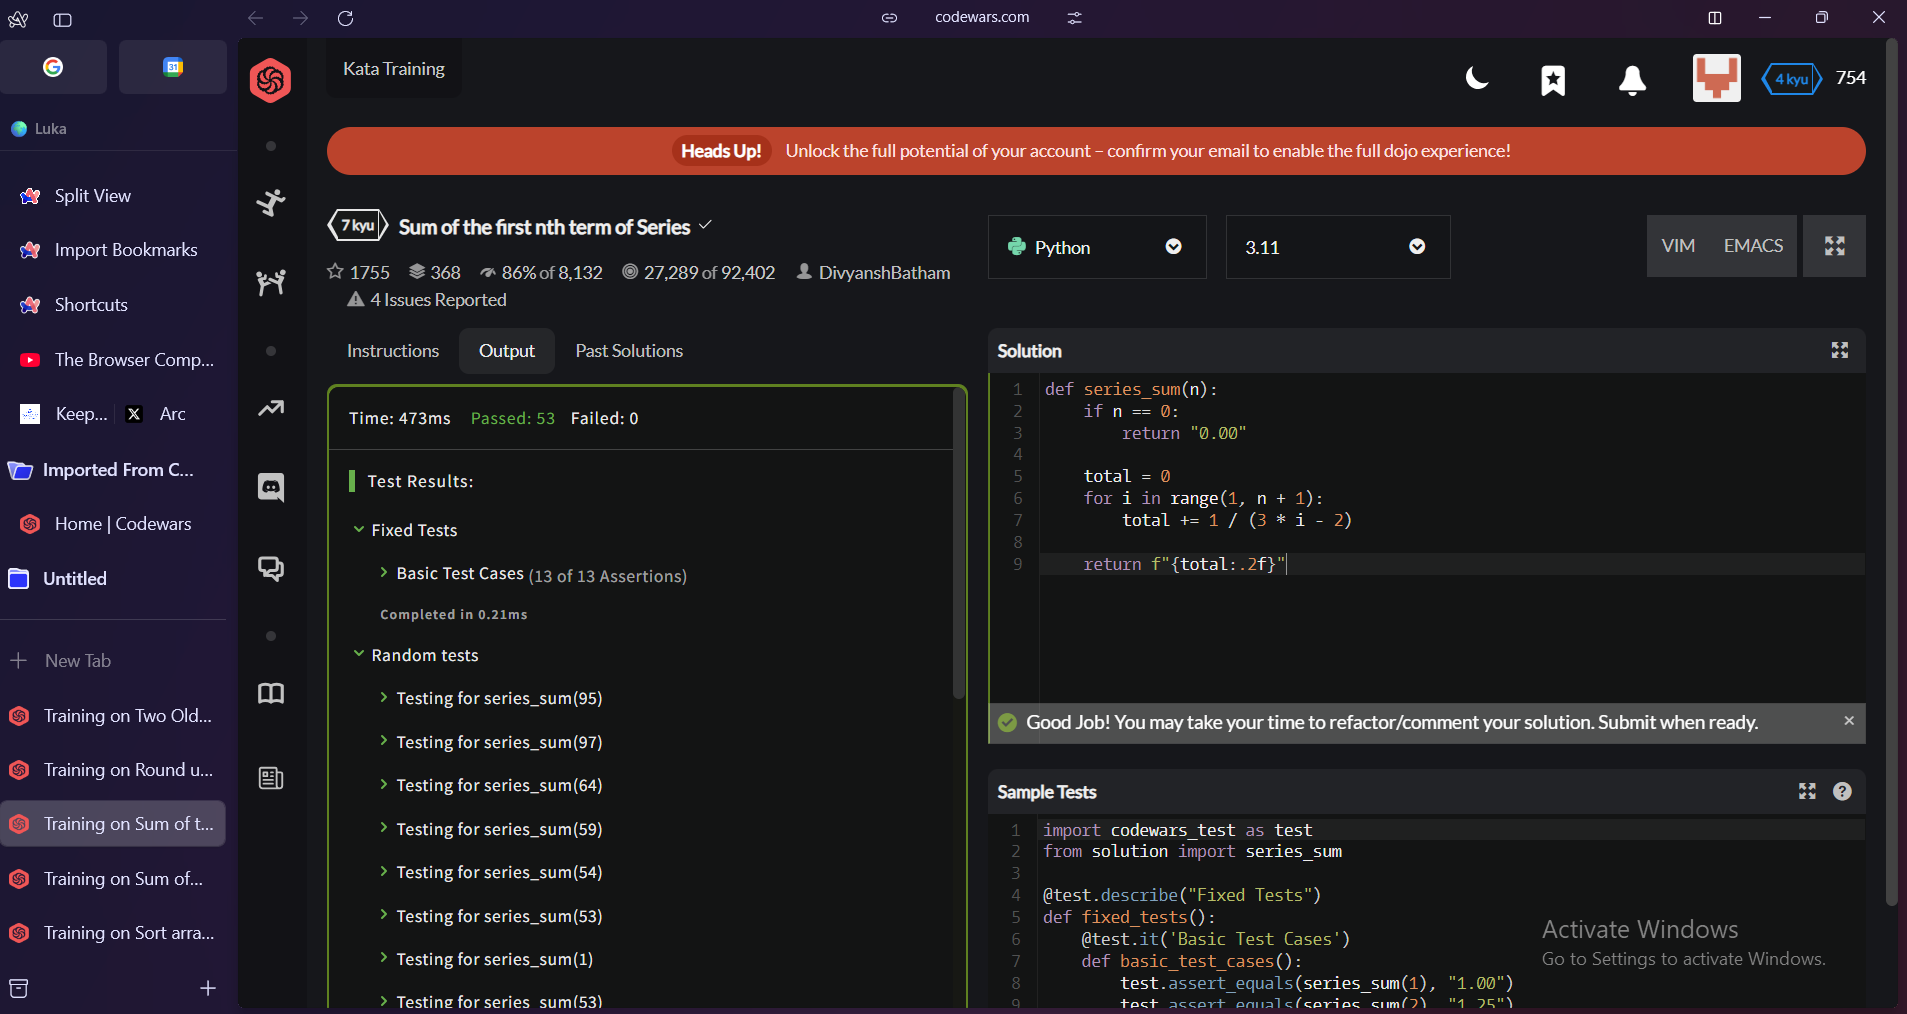 codewars.com
31
Luka
Split View
Import Bookmarks
Shortcuts
The Browser Comp...
Keep...
Arc
Imported From C...
Home | Codewars
Untitled
New Tab
Training on Two Old...
Training on Round u...
Training on Sum of t...
Training on Sum of...
Training on Sort arra...
Kata Training
4 kyu
754
Heads Up! Unlock the full potential of your account – confirm your email to enable the full dojo experience!
7 kyu
Sum of the first nth term of Series
1755
368
86% of 8,132
27,289 of 92,402
DivyanshBatham
4 Issues Reported
Python
3.11
VIM
EMACS
Instructions
Output
Past Solutions
Time: 473ms Passed: 53 Failed: 0
Test Results:
Fixed Tests
Basic Test Cases (13 of 13 Assertions)
Completed in 0.21ms
Random tests
Testing for series_sum(95)
Testing for series_sum(97)
Testing for series_sum(64)
Testing for series_sum(59)
Testing for series_sum(54)
Testing for series_sum(53)
Testing for series_sum(1)
Testing for series_sum(53)
Solution
1 def series_sum(n):
2 if n == 0:
3 return "0.00"
4
5 total = 0
6 for i in range(1, n + 1):
7 total += 1 / (3 * i - 2)
8
9 return f"{total:.2f}"
Good Job! You may take your time to refactor/comment your solution. Submit when ready.
Sample Tests
1 import codewars_test as test
2 from solution import series_sum
3
4 @test.describe("Fixed Tests")
5 def fixed_tests():
6 @test.it('Basic Test Cases')
7 def basic_test_cases():
8 test.assert_equals(series_sum(1), "1.00")
9 test.assert_equals(series_sum(2), "1.25")
Activate Windows
Go to Settings to activate Windows.